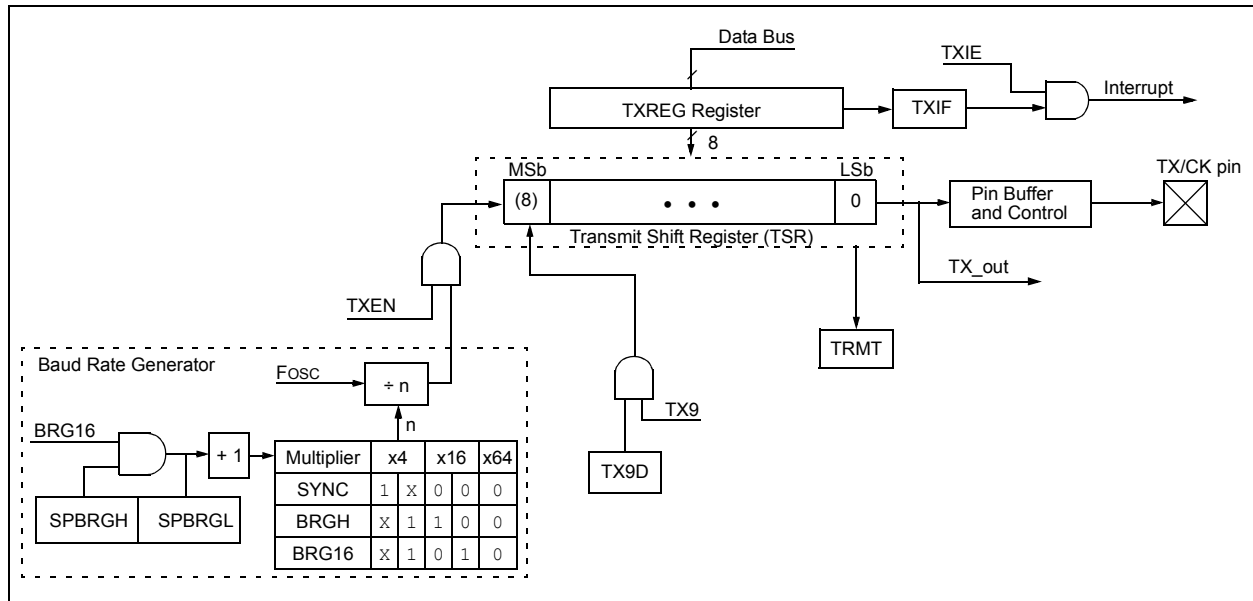 Data Bus
TXIE
Interrupt
TXREG Register
TXIF
8
MSb
LSb
TX/CK pin
(8)
• • •
0
Pin Buffer
and Control
Transmit Shift Register (TSR)
TX_out
TXEN
TRMT
Baud Rate Generator
FOSC
÷ n
TX9
n
BRG16
+ 1
Multiplier x4 x16 x64
TX9D
SYNC 1 X 0 0 0
SPBRGH SPBRGL
BRGH X 1 1 0 0
BRG16 X 1 0 1 0